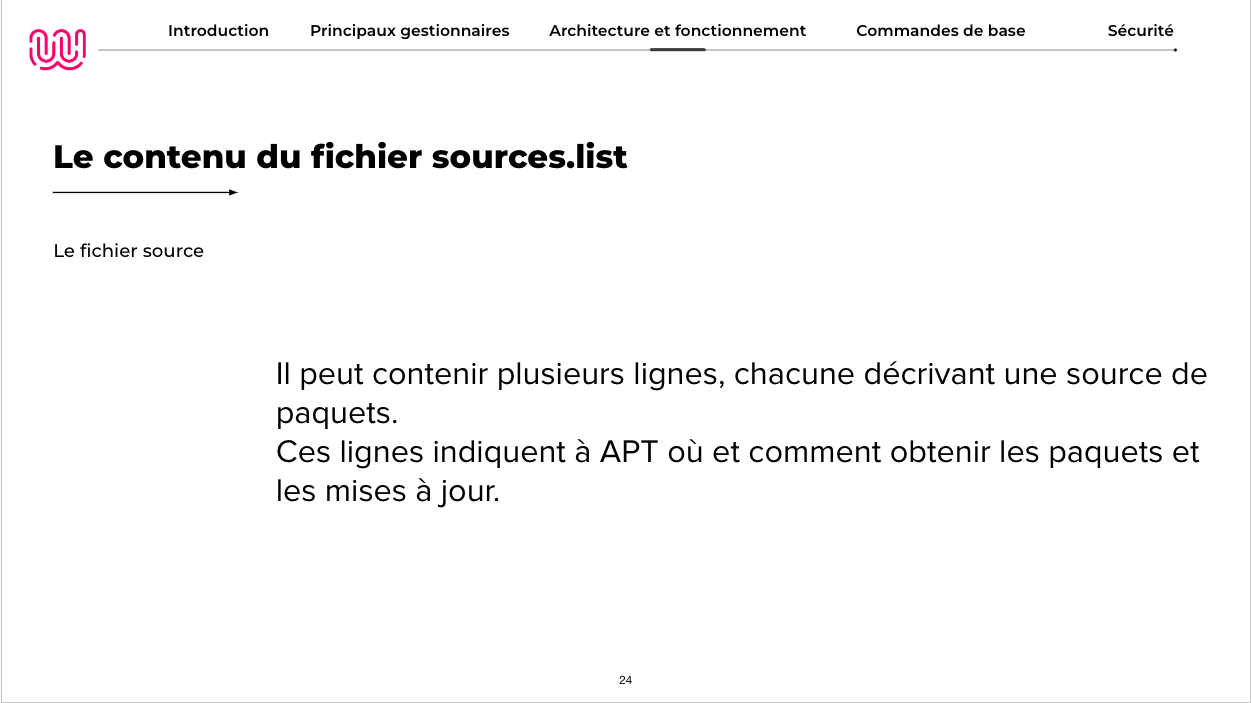 Introduction Principaux gestionnaires Architecture et fonctionnement Commandes de base Sécurité
Le contenu du fichier sources.list
Le fichier source
Il peut contenir plusieurs lignes, chacune décrivant une source de
paquets.
Ces lignes indiquent à APT où et comment obtenir les paquets et
les mises à jour.
24